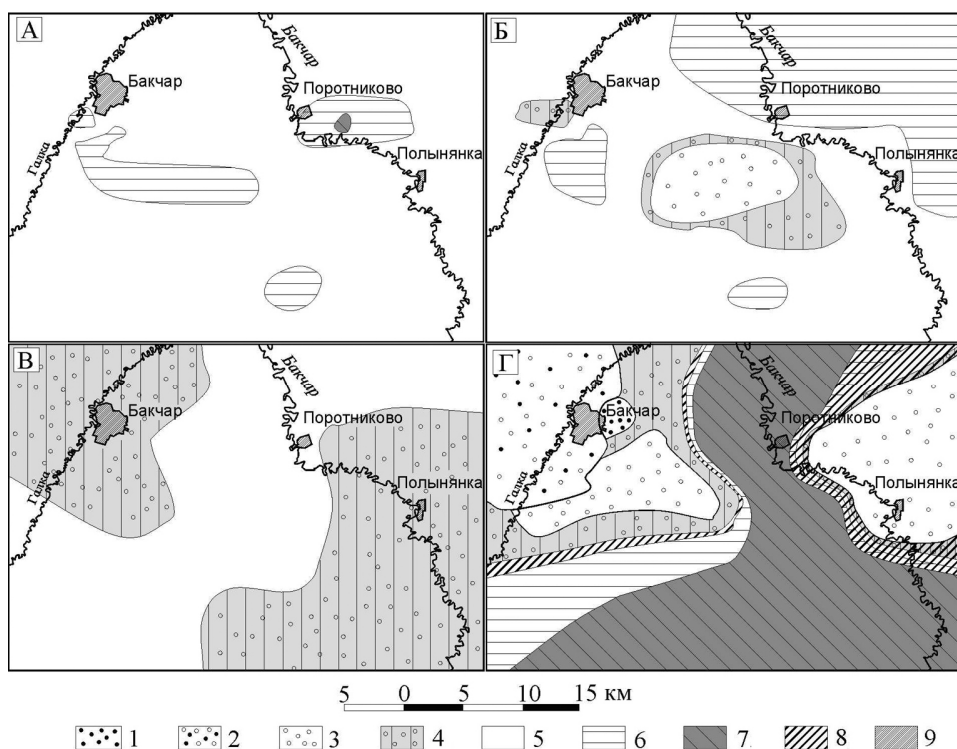 А
Бакчар
Бакчар
Поротниково
Полынянка
Галка
Б
Бакчар
Бакчар
Поротниково
Полынянка
Галка
В
Бакчар
Бакчар
Поротниково
Полынянка
Галка
Г
Бакчар
Бакчар
Поротниково
Полынянка
Галка
5 0 5 10 15 км
1 2 3 4 5 6 7 8 9